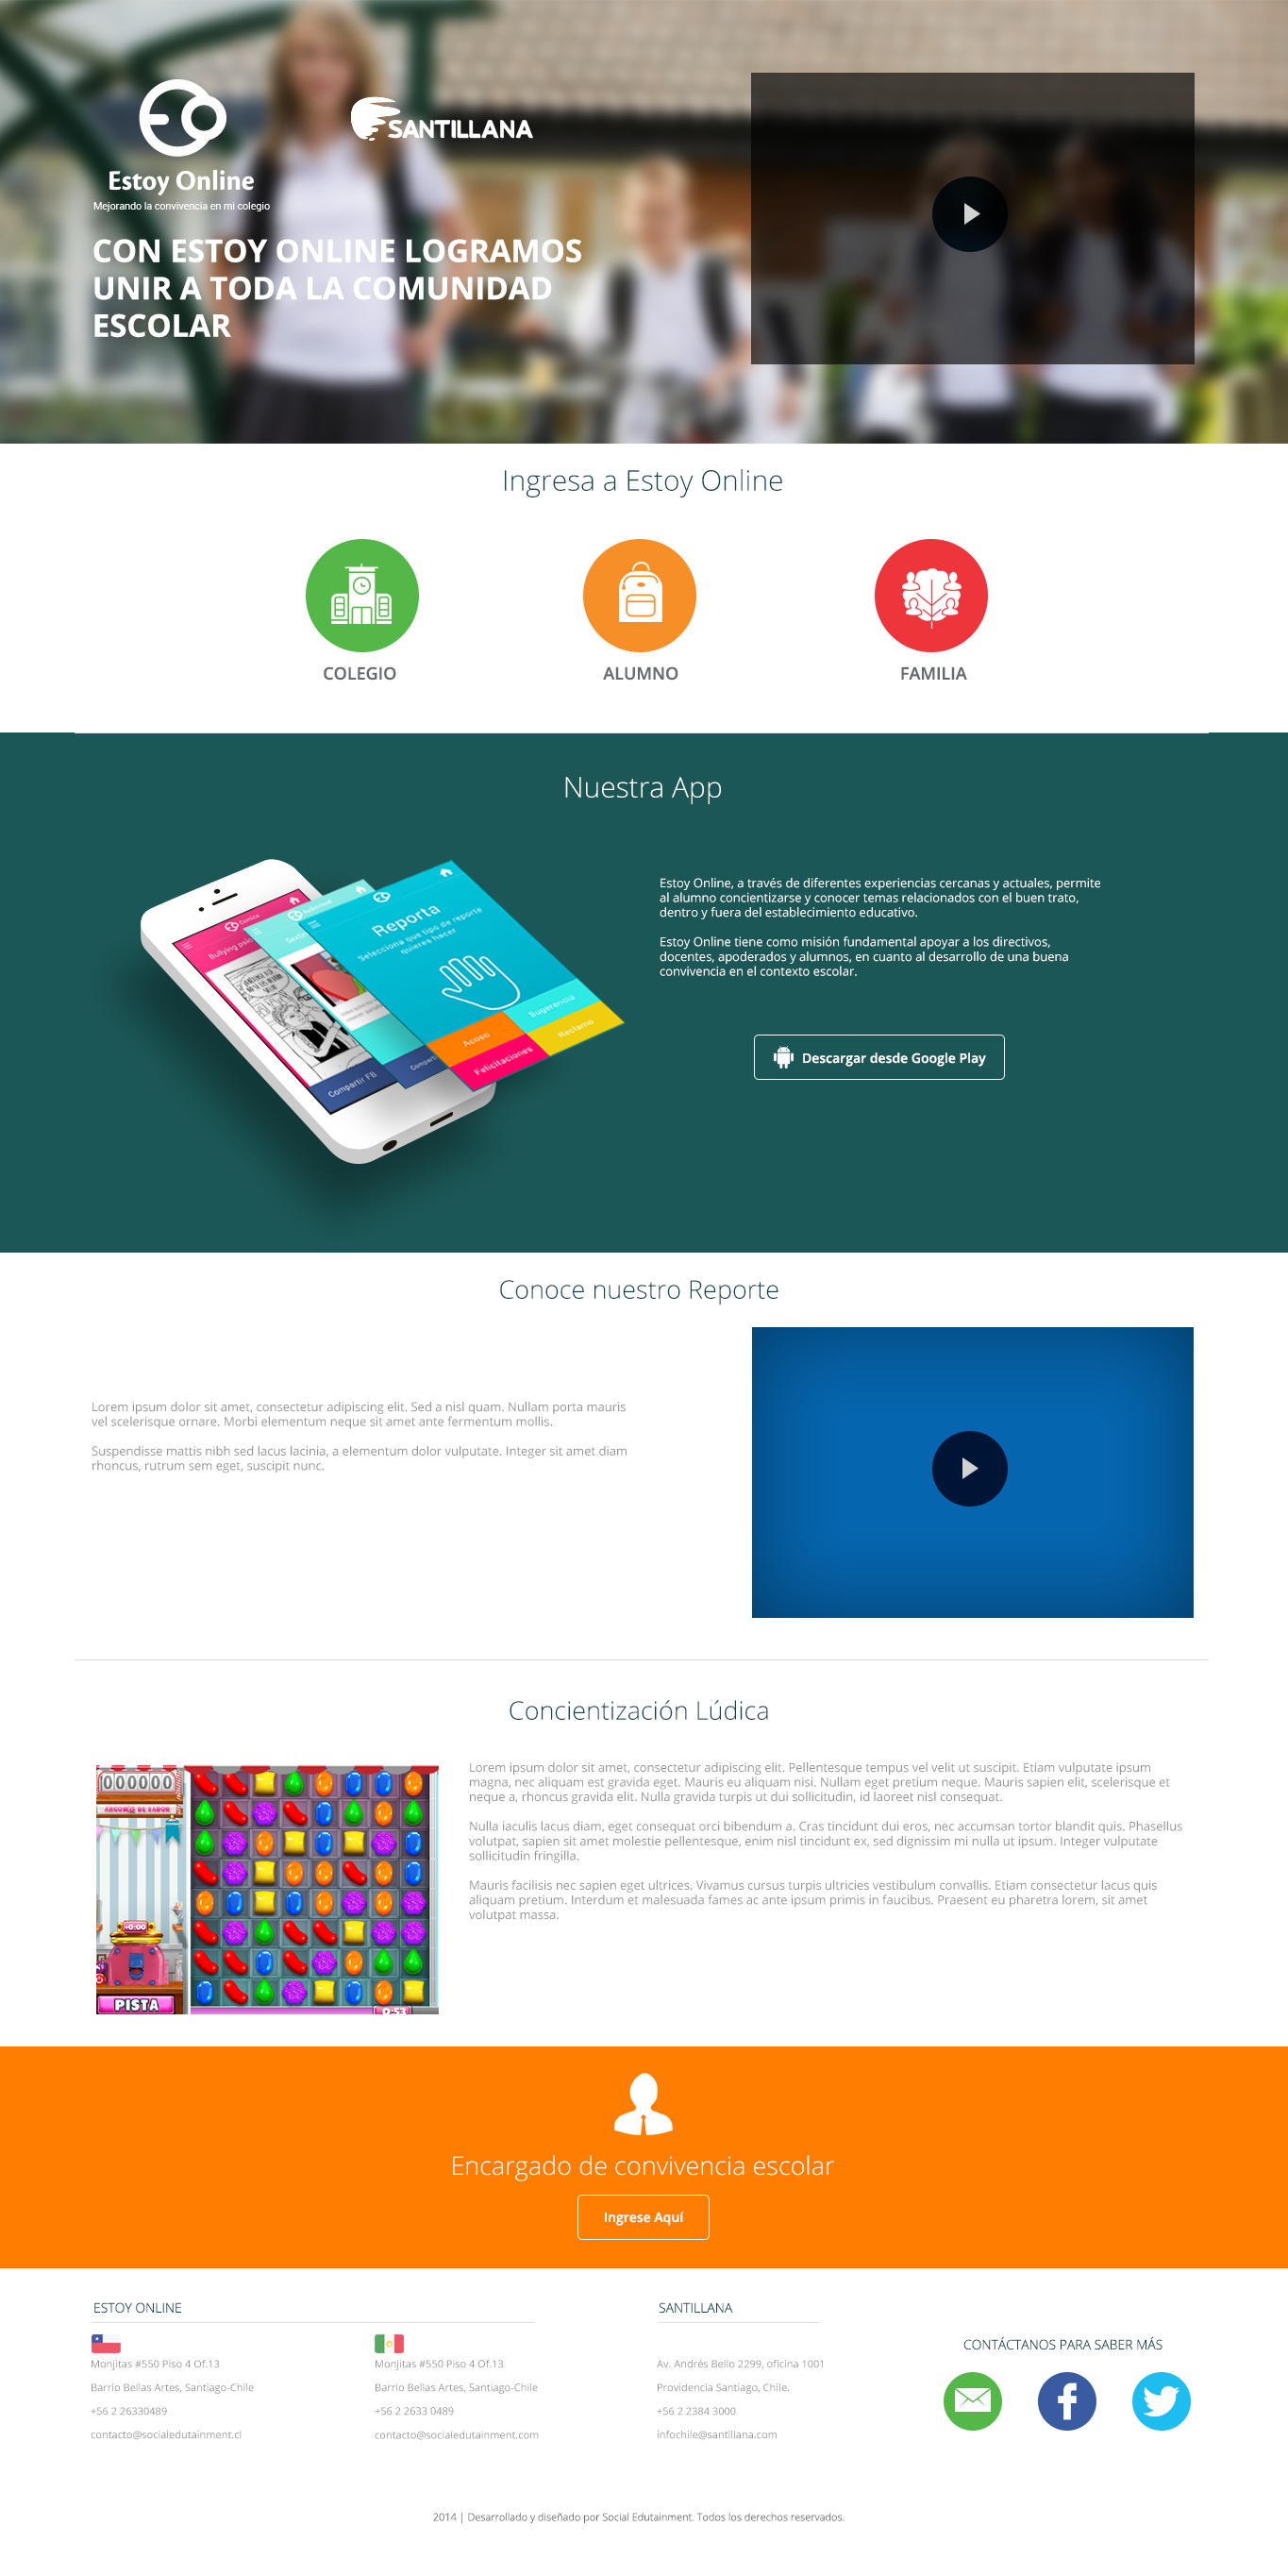 Estoy Online
Mejorando la convivencia en mi colegio
SANTILLANA
CON ESTOY ONLINE LOGRAMOS
UNIR A TODA LA COMUNIDAD
ESCOLAR
Ingresa a Estoy Online
COLEGIO
ALUMNO
FAMILIA
Nuestra App
Comics
Bullying
Compartir FB
Reporta
Selecciona que tipo de reporte
quieres hacer
Acoso
Sugerencia
Felicitaciones
Reclamo
Estoy Online, a través de diferentes experiencias cercanas y actuales, permite
al alumno concientizarse y conocer temas relacionados con el buen trato,
dentro y fuera del establecimiento educativo.
Estoy Online tiene como misión fundamental apoyar a los directivos,
docentes, apoderados y alumnos, en cuanto al desarrollo de una buena
convivencia en el contexto escolar.
Descargar desde Google Play
Conoce nuestro Reporte
Lorem ipsum dolor sit amet, consectetur adipiscing elit. Sed a nisl quam. Nullam porta mauris
vel scelerisque ornare. Morbi elementum neque sit amet ante fermentum mollis.
Suspendisse mattis nibh sed lacus lacinia, a elementum dolor vulputate. Integer sit amet diam
rhoncus, rutrum sem eget, suscipit nunc.
Concientización Lúdica
000000
+0:00
PISTA
0:53
Lorem ipsum dolor sit amet, consectetur adipiscing elit. Pellentesque tempus vel velit ut suscipit. Etiam vulputate ipsum
magna, nec aliquam est gravida eget. Mauris eu aliquam nisi. Nullam eget pretium neque. Mauris sapien elit, scelerisque et
neque a, rhoncus gravida elit. Nulla gravida turpis ut dui sollicitudin, id laoreet nisl consequat.
Nulla iaculis lacus diam, eget consequat orci bibendum a. Cras tincidunt dui eros, nec accumsan tortor blandit quis. Phasellus
volutpat, sapien sit amet molestie pellentesque, enim nisl tincidunt ex, sed dignissim mi nulla ut ipsum. Integer vulputate
sollicitudin fringilla.
Mauris facilisis nec sapien eget ultrices. Vivamus cursus turpis ultricies vestibulum convallis. Etiam consectetur lacus quis
aliquam pretium. Interdum et malesuada fames ac ante ipsum primis in faucibus. Praesent eu pharetra lorem, sit amet
volutpat massa.
Encargado de convivencia escolar
Ingrese Aquí
ESTOY ONLINE
Monjitas #550 Piso 4 Of.13
Barrio Bellas Artes, Santiago-Chile
+56 2 26330489
contacto@socialedutainment.cl
Monjitas #550 Piso 4 Of.13
Barrio Bellas Artes, Santiago-Chile
+56 2 2633 0489
contacto@socialedutainment.com
SANTILLANA
Av. Andrés Bello 2299, oficina 1001
Providencia Santiago, Chile.
+56 2 2384 3000
infochile@santillana.com
CONTÁCTANOS PARA SABER MÁS
2014 | Desarrollado y diseñado por Social Edutainment. Todos los derechos reservados.